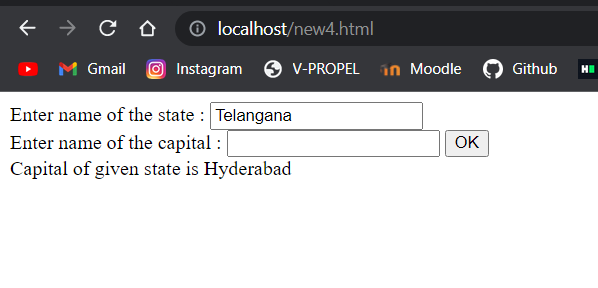 localhost/new4.html
Gmail Instagram V-PROPEL Moodle Github
Enter name of the state : Telangana
Enter name of the capital : OK
Capital of given state is Hyderabad